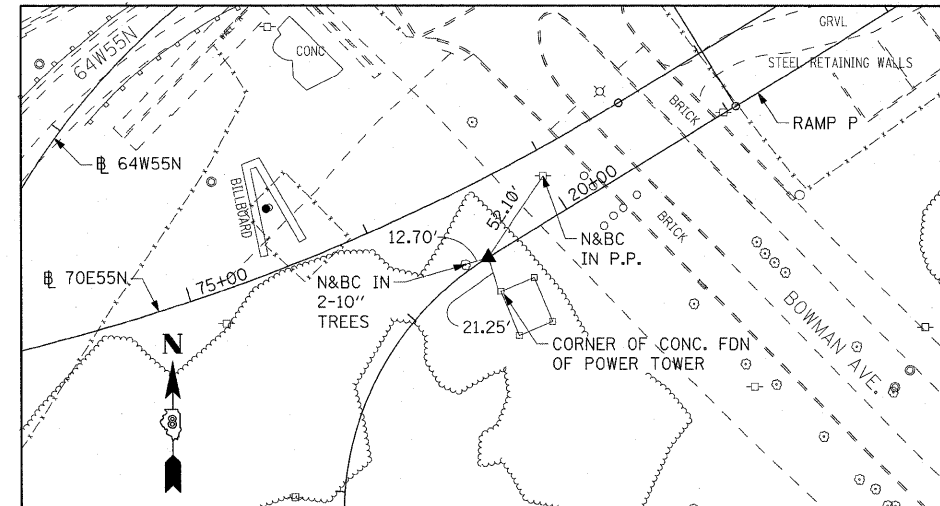 GRVL
64W55N
CONC
STEEL RETAINING WALLS
BRICK
RAMP P
℄ 64W55N
BILBOARD
20+00
52.10'
12.70'
BRICK
N&BC
IN P.P.
℄ 70E55N
75+00
N&BC IN
2-10''
TREES
BOWMAN AVE.
21.25'
N
CORNER OF CONC. FDN
OF POWER TOWER
8